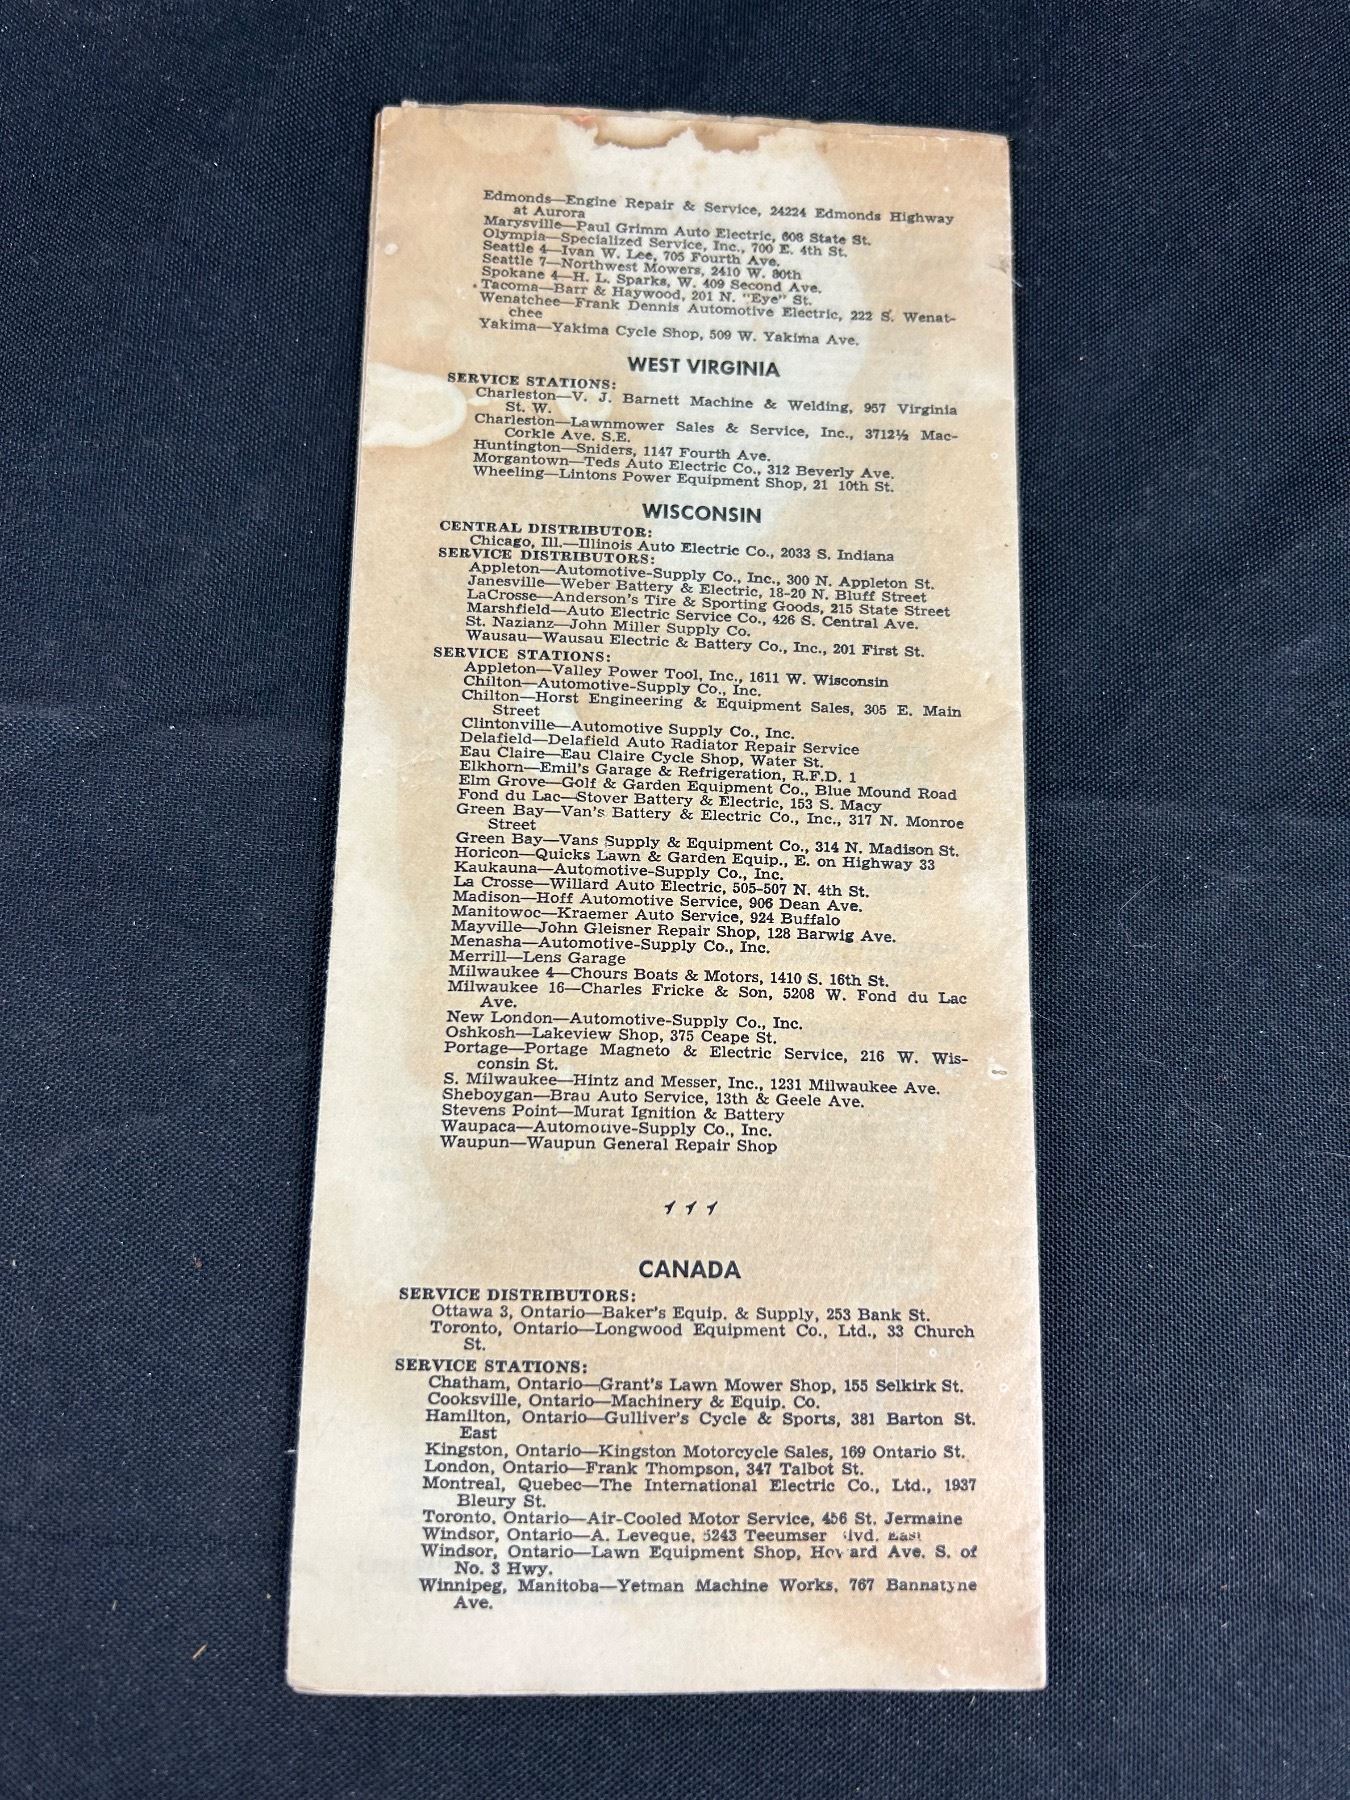 Edmonds—Engine Repair & Service, 24224 Edmonds Highway
at Aurora
Marysville—Paul Grimm Auto Electric, 608 State St.
Olympia—Specialized Service, Inc., 700 E. 4th St.
Seattle 4—Ivan W. Lee, 705 Fourth Ave.
Seattle 7—Northwest Mowers, 2410 W. 80th
Spokane 4—H. L. Sparks, W. 409 Second Ave.
Tacoma—Barr & Haywood, 201 N. "Eye" St.
Wenatchee—Frank Dennis Automotive Electric, 222 S. Wenat-
chee
Yakima—Yakima Cycle Shop, 509 W. Yakima Ave.
WEST VIRGINIA
SERVICE STATIONS:
Charleston—V. J. Barnett Machine & Welding, 957 Virginia
St. W.
Charleston—Lawnmower Sales & Service, Inc., 3712½ Mac-
Corkle Ave. S.E.
Huntington—Sniders, 1147 Fourth Ave.
Morgantown—Teds Auto Electric Co., 312 Beverly Ave.
Wheeling—Lintons Power Equipment Shop, 21 10th St.
WISCONSIN
CENTRAL DISTRIBUTOR:
Chicago, Ill.—Illinois Auto Electric Co., 2033 S. Indiana
SERVICE DISTRIBUTORS:
Appleton—Automotive-Supply Co., Inc., 300 N. Appleton St.
Janesville—Weber Battery & Electric, 18-20 N. Bluff Street
LaCrosse—Anderson's Tire & Sporting Goods, 215 State Street
Marshfield—Auto Electric Service Co., 426 S. Central Ave.
St. Nazianz—John Miller Supply Co.
Wausau—Wausau Electric & Battery Co., Inc., 201 First St.
SERVICE STATIONS:
Appleton—Valley Power Tool, Inc., 1611 W. Wisconsin
Chilton—Automotive-Supply Co., Inc.
Chilton—Horst Engineering & Equipment Sales, 305 E. Main
Street
Clintonville—Automotive Supply Co., Inc.
Delafield—Delafield Auto Radiator Repair Service
Eau Claire—Eau Claire Cycle Shop, Water St.
Elkhorn—Emil's Garage & Refrigeration, R.F.D. 1
Elm Grove—Golf & Garden Equipment Co., Blue Mound Road
Fond du Lac—Stover Battery & Electric, 153 S. Macy
Green Bay—Van's Battery & Electric Co., Inc., 317 N. Monroe
Street
Green Bay—Vans Supply & Equipment Co., 314 N. Madison St.
Horicon—Quicks Lawn & Garden Equip., E. on Highway 33
Kaukauna—Automotive-Supply Co., Inc.
La Crosse—Willard Auto Electric, 505-507 N. 4th St.
Madison—Hoff Automotive Service, 906 Dean Ave.
Manitowoc—Kraemer Auto Service, 924 Buffalo
Mayville—John Gleisner Repair Shop, 128 Barwig Ave.
Menasha—Automotive-Supply Co., Inc.
Merrill—Lens Garage
Milwaukee 4—Chours Boats & Motors, 1410 S. 16th St.
Milwaukee 16—Charles Fricke & Son, 5208 W. Fond du Lac
Ave.
New London—Automotive-Supply Co., Inc.
Oshkosh—Lakeview Shop, 375 Ceape St.
Portage—Portage Magneto & Electric Service, 216 W. Wis-
consin St.
S. Milwaukee—Hintz and Messer, Inc., 1231 Milwaukee Ave.
Sheboygan—Brau Auto Service, 13th & Geele Ave.
Stevens Point—Murat Ignition & Battery
Waupaca—Automotive-Supply Co., Inc.
Waupun—Waupun General Repair Shop
CANADA
SERVICE DISTRIBUTORS:
Ottawa 3, Ontario—Baker's Equip. & Supply, 253 Bank St.
Toronto, Ontario—Longwood Equipment Co., Ltd., 33 Church
St.
SERVICE STATIONS:
Chatham, Ontario—Grant's Lawn Mower Shop, 155 Selkirk St.
Cooksville, Ontario—Machinery & Equip. Co.
Hamilton, Ontario—Gulliver's Cycle & Sports, 381 Barton St.
East
Kingston, Ontario—Kingston Motorcycle Sales, 169 Ontario St.
London, Ontario—Frank Thompson, 347 Talbot St.
Montreal, Quebec—The International Electric Co., Ltd., 1937
Bleury St.
Toronto, Ontario—Air-Cooled Motor Service, 456 St. Jermaine
Windsor, Ontario—A. Leveque, 5243 Tecumser East
Windsor, Ontario—Lawn Equipment Shop, Howard Ave. S. of
No. 3 Hwy.
Winnipeg, Manitoba—Yetman Machine Works, 767 Bannatyne
Ave.